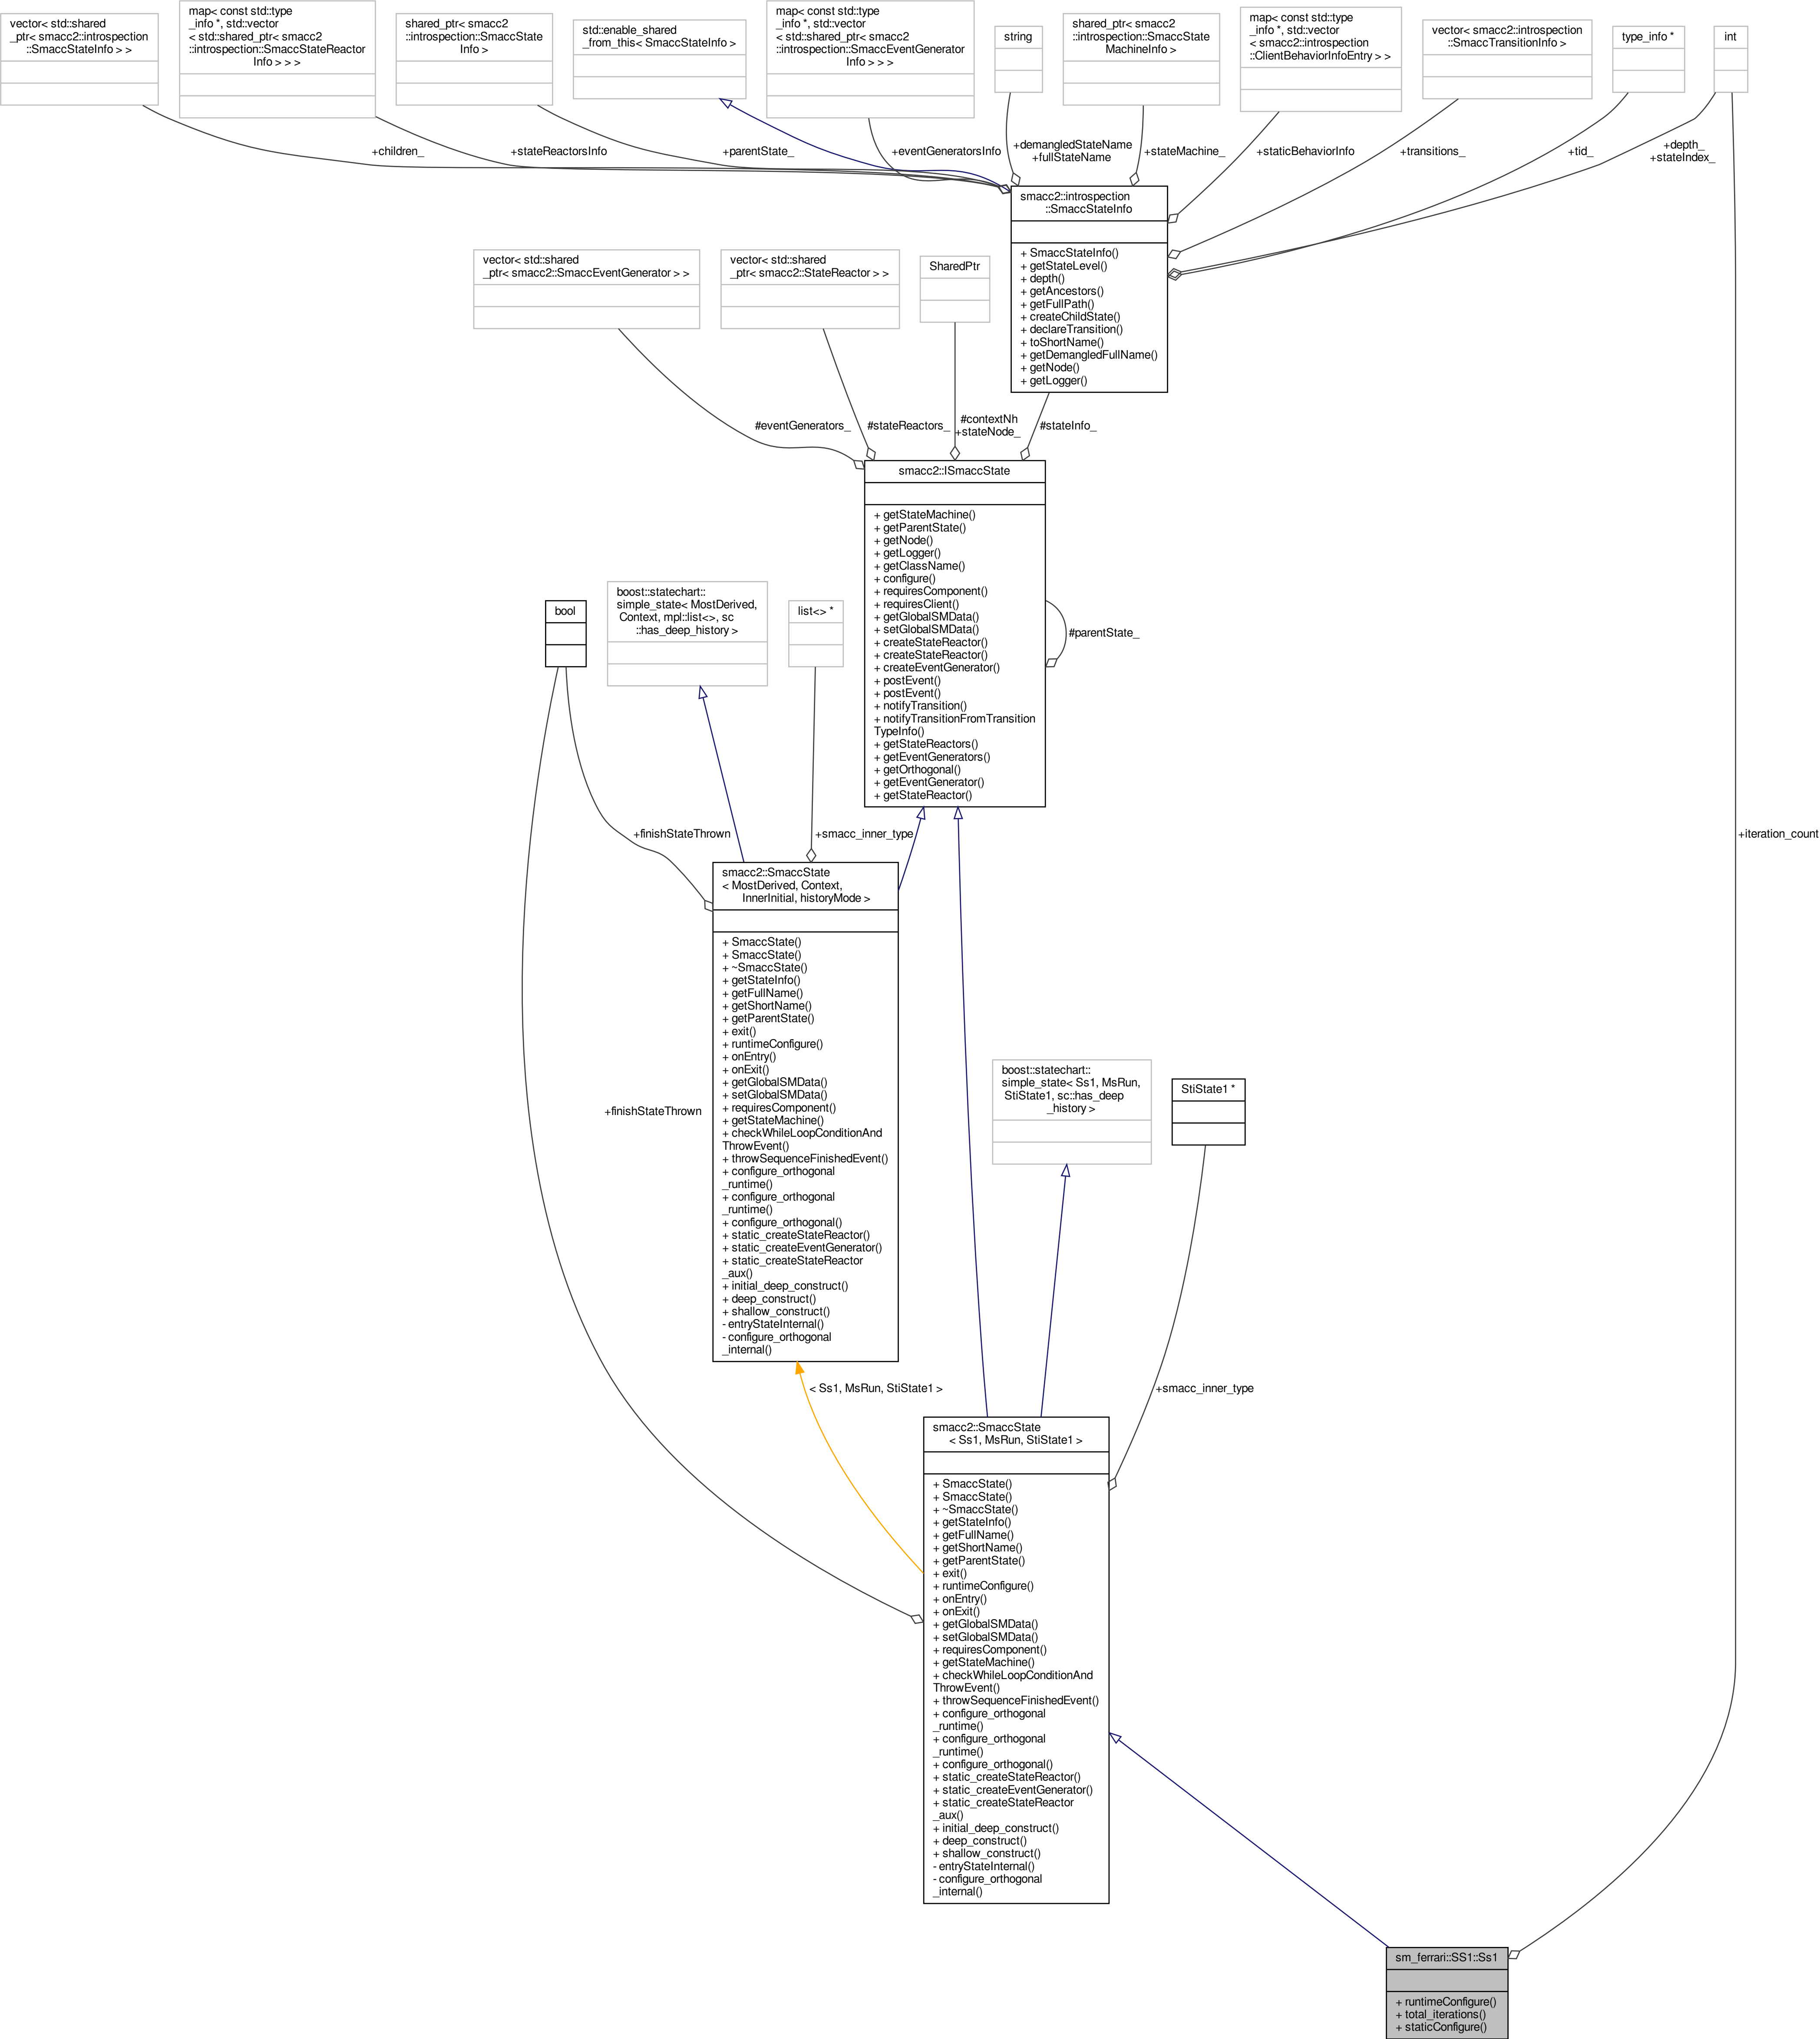 vector< std::shared
_ptr< smacc2::introspection
::SmaccStateInfo > >
map< const std::type
_info *, std::vector
< std::shared_ptr< smacc2
::introspection::SmaccStateReactor
Info > > >
shared_ptr< smacc2
::introspection::SmaccState
Info >
std::enable_shared
_from_this< SmaccStateInfo >
map< const std::type
_info *, std::vector
< std::shared_ptr< smacc2
::introspection::SmaccEventGenerator
Info > > >
string
shared_ptr< smacc2
::introspection::SmaccState
MachineInfo >
map< const std::type
_info *, std::vector
< smacc2::introspection
::ClientBehaviorInfoEntry > >
vector< smacc2::introspection
::SmaccTransitionInfo >
type_info *
int
+children_
+stateReactorsInfo
+parentState_
+eventGeneratorsInfo
+demangledStateName
+fullStateName
+stateMachine_
+staticBehaviorInfo
+transitions_
+tid_
+depth_
+stateIndex_
smacc2::introspection
::SmaccStateInfo
+ SmaccStateInfo()
+ getStateLevel()
+ depth()
+ getAncestors()
+ getFullPath()
+ createChildState()
+ declareTransition()
+ toShortName()
+ getDemangledFullName()
+ getNode()
+ getLogger()
vector< std::shared
_ptr< smacc2::SmaccEventGenerator > >
vector< std::shared
_ptr< smacc2::StateReactor > >
SharedPtr
#eventGenerators_
#stateReactors_
#contextNh
+stateNode_
#stateInfo_
smacc2::ISmaccState
+ getStateMachine()
+ getParentState()
+ getNode()
+ getLogger()
+ getClassName()
+ configure()
+ requiresComponent()
+ requiresClient()
+ getGlobalSMData()
+ setGlobalSMData()
+ createStateReactor()
+ createStateReactor()
+ createEventGenerator()
+ postEvent()
+ postEvent()
+ notifyTransition()
+ notifyTransitionFromTransition
TypeInfo()
+ getStateReactors()
+ getEventGenerators()
+ getOrthogonal()
+ getEventGenerator()
+ getStateReactor()
#parentState_
bool
boost::statechart::
simple_state< MostDerived,
Context, mpl::list<>, sc
::has_deep_history >
list<> *
+finishStateThrown
+smacc_inner_type
+iteration_count
smacc2::SmaccState
< MostDerived, Context,
InnerInitial, historyMode >
+ SmaccState()
+ SmaccState()
+ ~SmaccState()
+ getStateInfo()
+ getFullName()
+ getShortName()
+ getParentState()
+ exit()
+ runtimeConfigure()
+ onEntry()
+ onExit()
+ getGlobalSMData()
+ setGlobalSMData()
+ requiresComponent()
+ getStateMachine()
+ checkWhileLoopConditionAnd
ThrowEvent()
+ throwSequenceFinishedEvent()
+ configure_orthogonal
_runtime()
+ configure_orthogonal
_runtime()
+ configure_orthogonal()
+ static_createStateReactor()
+ static_createEventGenerator()
+ static_createStateReactor
_aux()
+ initial_deep_construct()
+ deep_construct()
+ shallow_construct()
- entryStateInternal()
- configure_orthogonal
_internal()
+finishStateThrown
boost::statechart::
simple_state< Ss1, MsRun,
StiState1, sc::has_deep
_history >
StiState1 *
< Ss1, MsRun, StiState1 >
+smacc_inner_type
smacc2::SmaccState
< Ss1, MsRun, StiState1 >
+ SmaccState()
+ SmaccState()
+ ~SmaccState()
+ getStateInfo()
+ getFullName()
+ getShortName()
+ getParentState()
+ exit()
+ runtimeConfigure()
+ onEntry()
+ onExit()
+ getGlobalSMData()
+ setGlobalSMData()
+ requiresComponent()
+ getStateMachine()
+ checkWhileLoopConditionAnd
ThrowEvent()
+ throwSequenceFinishedEvent()
+ configure_orthogonal
_runtime()
+ configure_orthogonal
_runtime()
+ configure_orthogonal()
+ static_createStateReactor()
+ static_createEventGenerator()
+ static_createStateReactor
_aux()
+ initial_deep_construct()
+ deep_construct()
+ shallow_construct()
- entryStateInternal()
- configure_orthogonal
_internal()
sm_ferrari::SS1::Ss1
+ runtimeConfigure()
+ total_iterations()
+ staticConfigure()